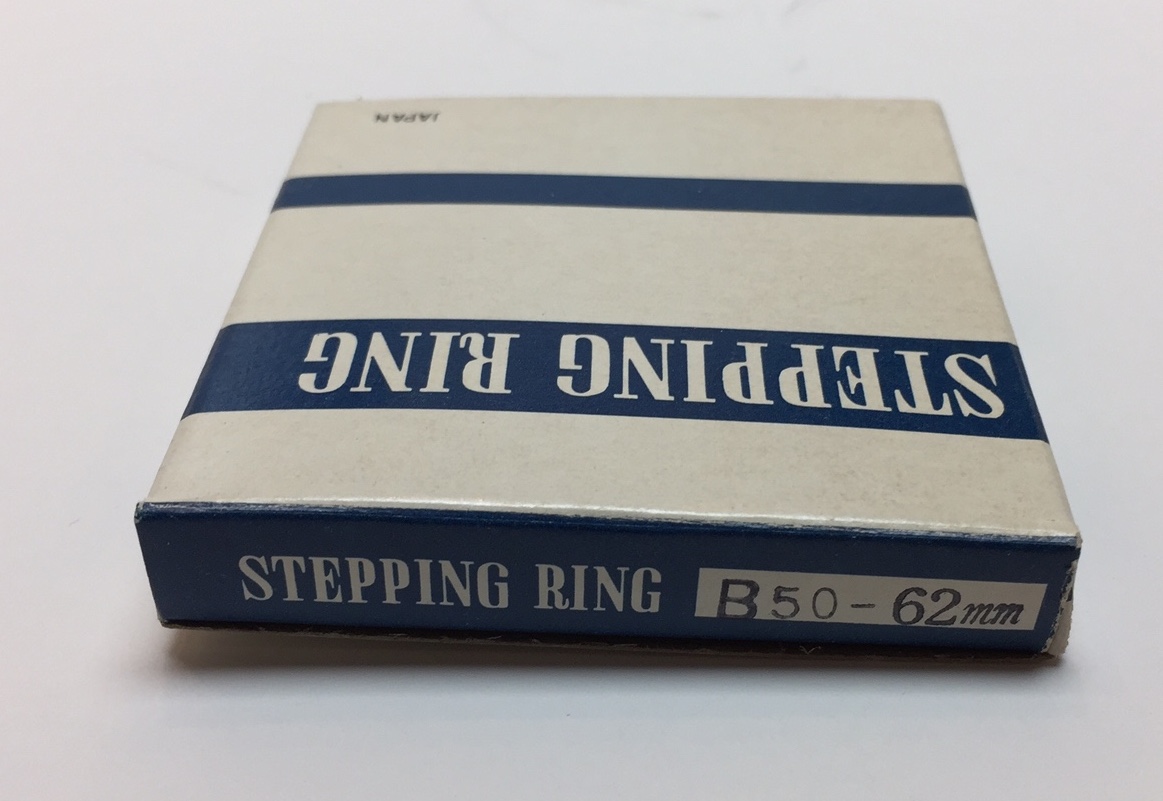 JAPAN
STEPPING RING
STEPPING RING B50-62mm